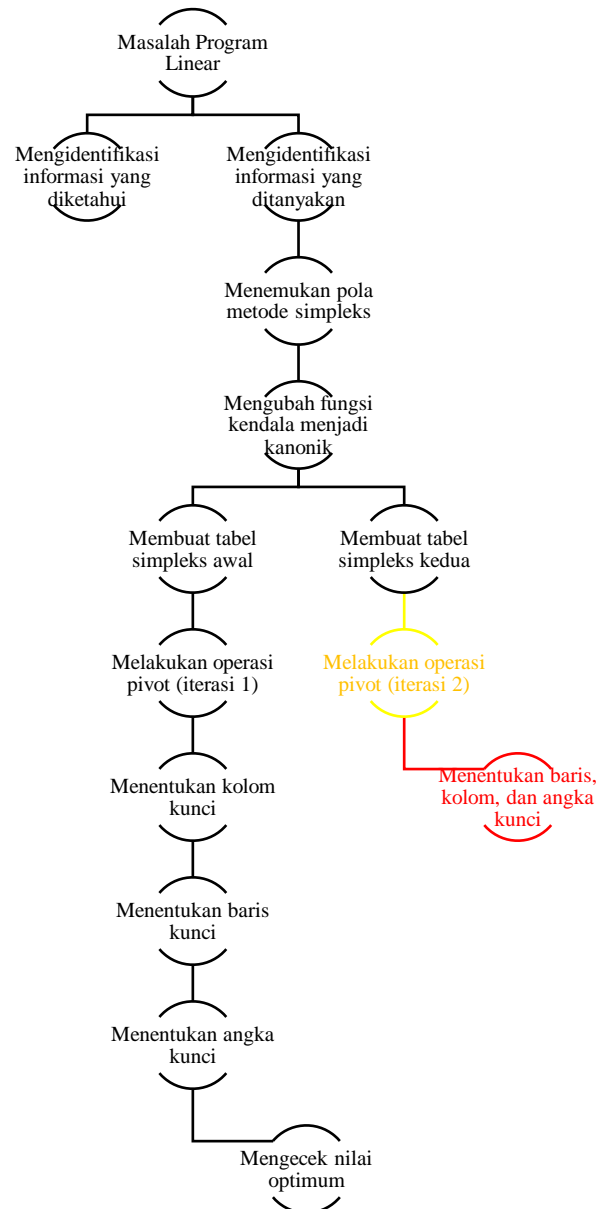 Masalah Program
Linear
Mengidentifikasi
informasi yang
diketahui
Mengidentifikasi
informasi yang
ditanyakan
Menemukan pola
metode simpleks
Mengubah fungsi
kendala menjadi
kanonik
Membuat tabel
simpleks awal
Membuat tabel
simpleks kedua
Melakukan operasi
pivot (iterasi 1)
Melakukan operasi
pivot (iterasi 2)
Menentukan kolom
kunci
Menentukan baris,
kolom, dan angka
kunci
Menentukan baris
kunci
Menentukan angka
kunci
Mengecek nilai
optimum